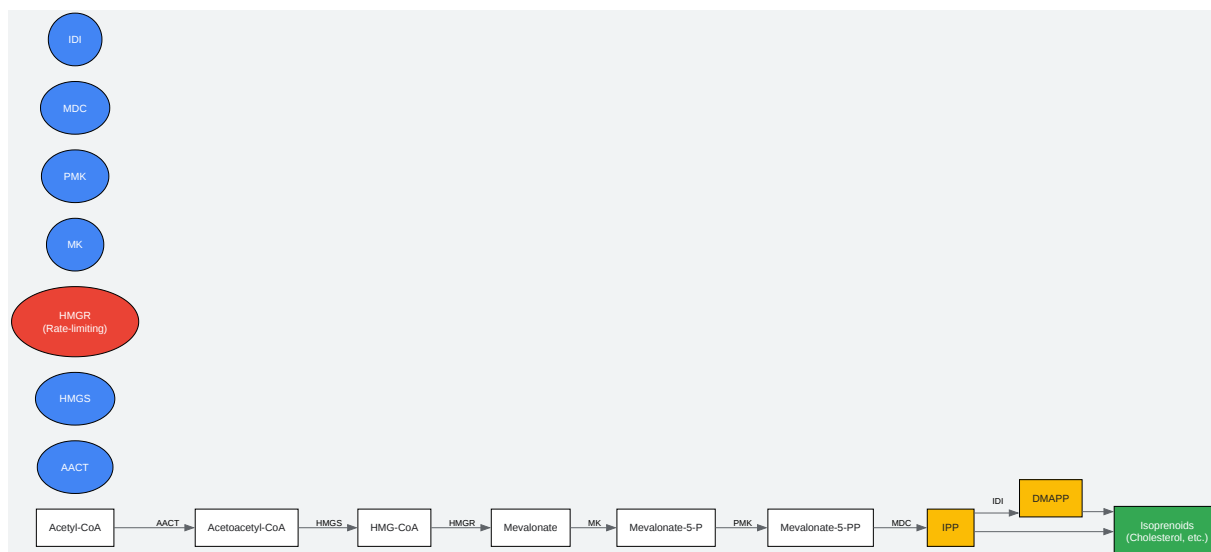 IDI
MDC
PMK
MK
HMGR
(Rate-limiting)
HMGS
AACT
IDI
DMAPP
Acetyl-CoA
AACT
Acetoacetyl-CoA
HMGS
HMG-CoA
HMGR
Mevalonate
MK
Mevalonate-5-P
PMK
Mevalonate-5-PP
MDC
IPP
Isoprenoids
(Cholesterol, etc.)